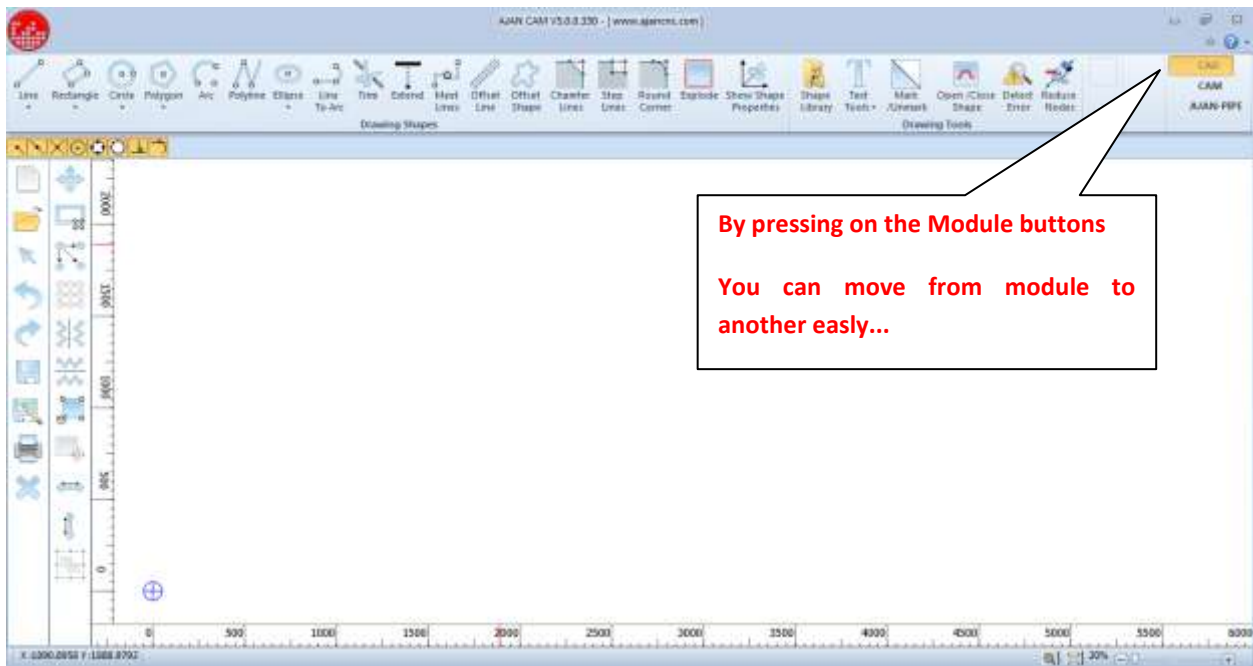 AJAN CAM V5.0.0.330 - [ www.ajancnc.com ]
CAD
CAM
AJAN-PIPE
Line Rectangle Circle Polygon Arc Polyline Ellipse Line To-Arc Trim Extend Meet Lines Offset Line Offset Shape Chamfer Lines Step Lines Round Corner Explode Show Shape Properties Shape Library Text Tools Mark /Unmark Open /Close Shape Detect Error Reduce Nodes
Drawing Shapes Drawing Tools
By pressing on the Module buttons
You can move from module to
another easly...
2000
1500
1000
500
0
0 500 1000 1500 2000 2500 3000 3500 4000 4500 5000 5500 6000
30%